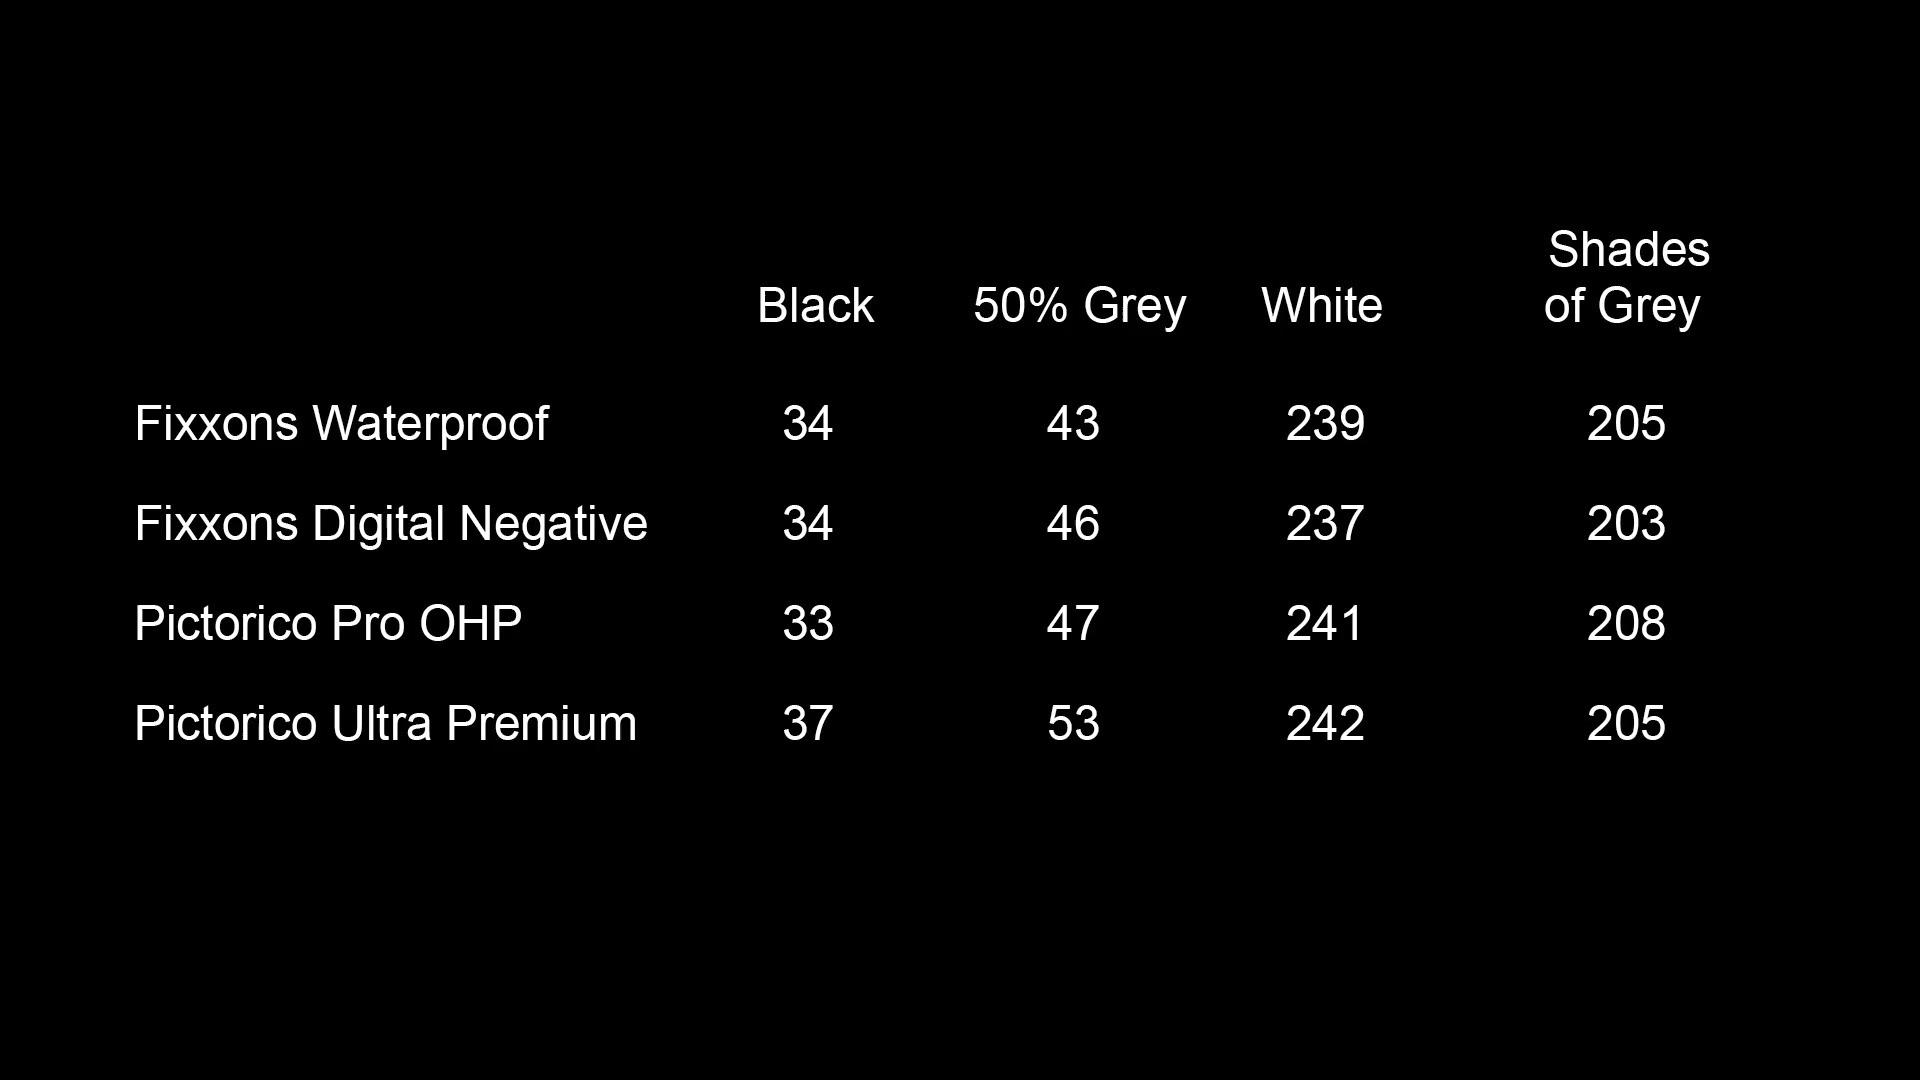 Shades
Black 50% Grey White of Grey
Fixxons Waterproof 34 43 239 205
Fixxons Digital Negative 34 46 237 203
Pictorico Pro OHP 33 47 241 208
Pictorico Ultra Premium 37 53 242 205